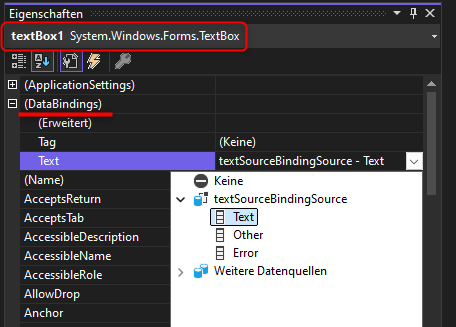 Eigenschaften
textBox1 System.Windows.Forms.TextBox
(ApplicationSettings)
(DataBindings)
(Erweitert)
Tag (Keine)
Text textSourceBindingSource - Text
(Name)
AcceptsReturn
AcceptsTab
AccessibleDescription
AccessibleName
AccessibleRole
AllowDrop
Anchor
Keine
textSourceBindingSource
Text
Other
Error
Weitere Datenquellen